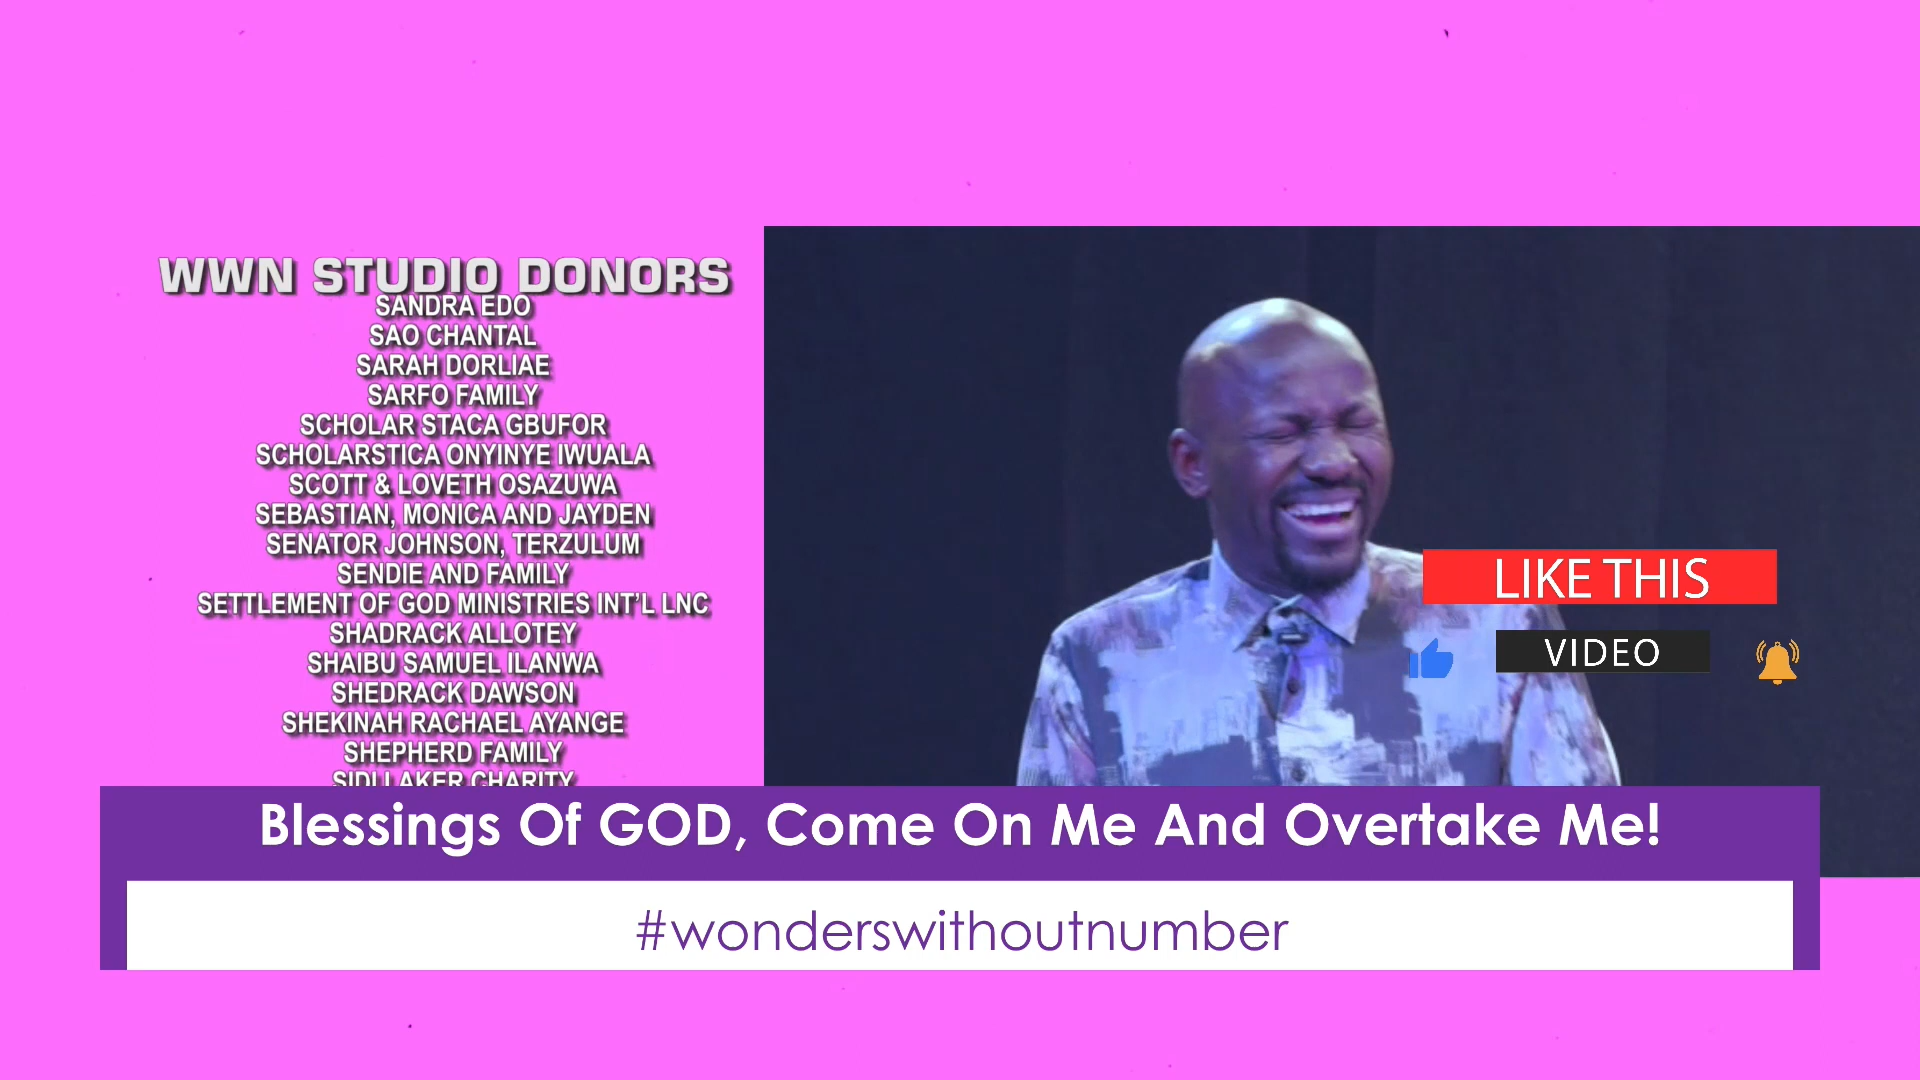 WWN STUDIO DONORS
SANDRA EDO
SAO CHANTAL
SARAH DORLIAE
SARFO FAMILY
SCHOLAR STACA GBUFOR
SCHOLARSTICA ONYINYE IWUALA
SCOTT & LOVETH OSAZUWA
SEBASTIAN, MONICA AND JAYDEN
SENATOR JOHNSON, TERZULUM
SENDIE AND FAMILY
SETTLEMENT OF GOD MINISTRIES INT'L LNC
SHADRACK ALLOTEY
SHAIBU SAMUEL ILANWA
SHEDRACK DAWSON
SHEKINAH RACHAEL AYANGE
SHEPHERD FAMILY
CHARITY
LIKE THIS
VIDEO
Blessings Of GOD, Come On Me And Overtake Me!
#wonderswithoutnumber